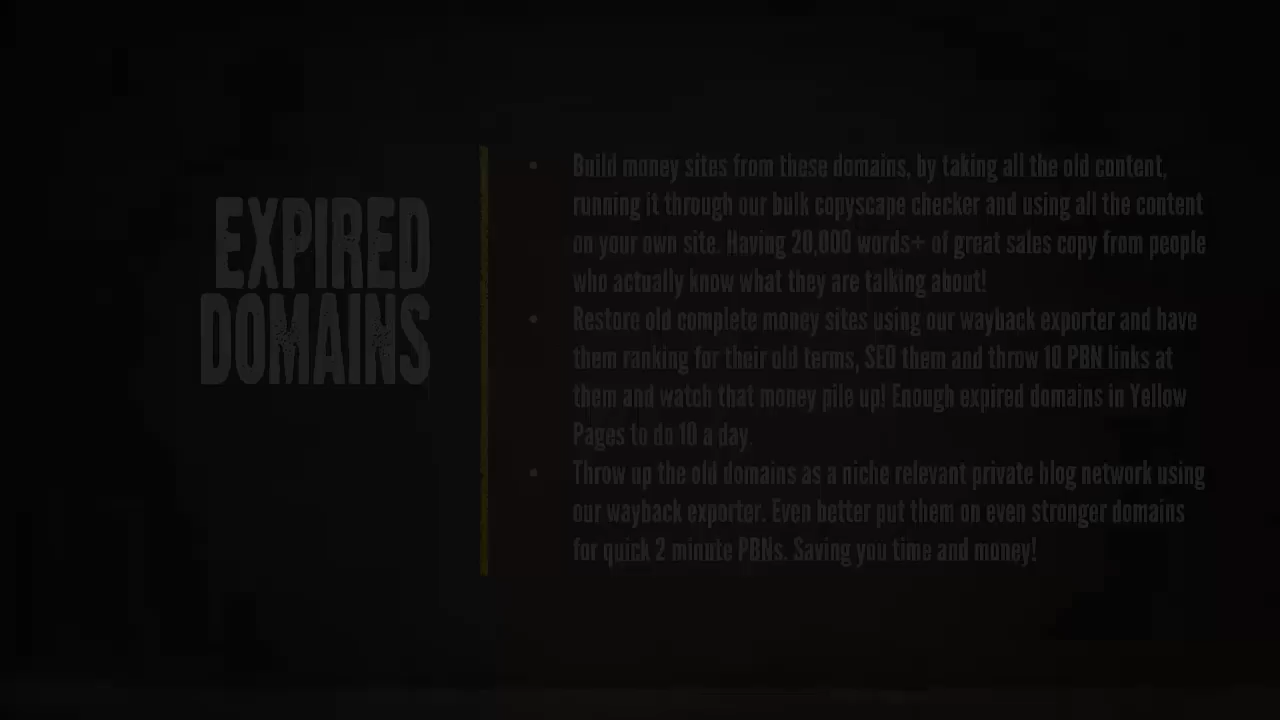 EXPIRED
DOMAINS
• Build money sites from these domains, by taking all the old content,
running it through our bulk copyscape checker and using all the content
on your own site. Having 20,000 words+ of great sales copy from people
who actually know what they are talking about!
• Restore old complete money sites using our wayback exporter and have
them ranking for their old terms, SEO them and throw 10 PBN links at
them and watch that money pile up! Enough expired domains in Yellow
Pages to do 10 a day.
• Throw up the old domains as a niche relevant private blog network using
our wayback exporter. Even better put them on even stronger domains
for quick 2 minute PBNs. Saving you time and money!